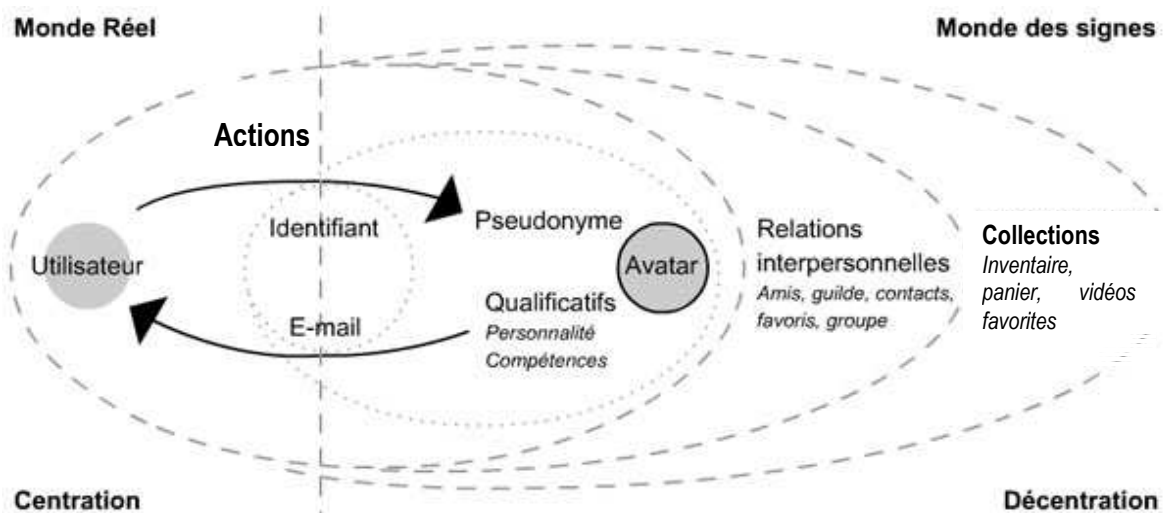 Monde Réel
Monde des signes
Actions
Identifiant
Pseudonyme
Utilisateur
Avatar
Relations
interpersonnelles
Amis, guilde, contacts,
favoris, groupe
Collections
Inventaire,
panier, vidéos
favorites
E-mail
Qualificatifs
Personnalité
Compétences
Centration
Décentration